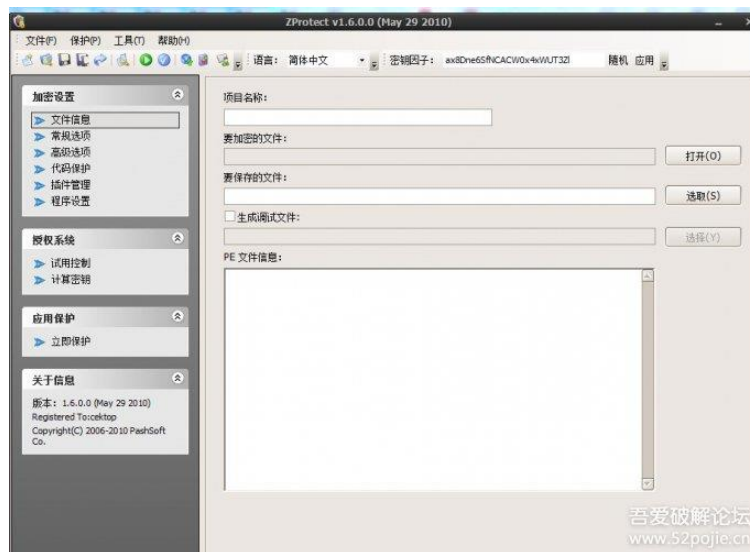 ZProtect v1.6.0.0 (May 29 2010)
文件(F) 保护(P) 工具(T) 帮助(H)
语言: 简体中文 密钥因子: 随机 应用
加密设置
文件信息
常规选项
高级选项
代码保护
插件管理
程序设置
授权系统
试用控制
计算密钥
应用保护
立即保护
关于信息
版本: 1.6.0.0 (May 29 2010)
Registered To:cektop
Copyright(C) 2006-2010 PashSoft
Co.
项目名称:
要加密的文件:
打开(O)
要保存的文件:
选取(S)
生成调试文件:
选择(Y)
PE 文件信息:
吾爱破解论坛
www.52pojie.cn